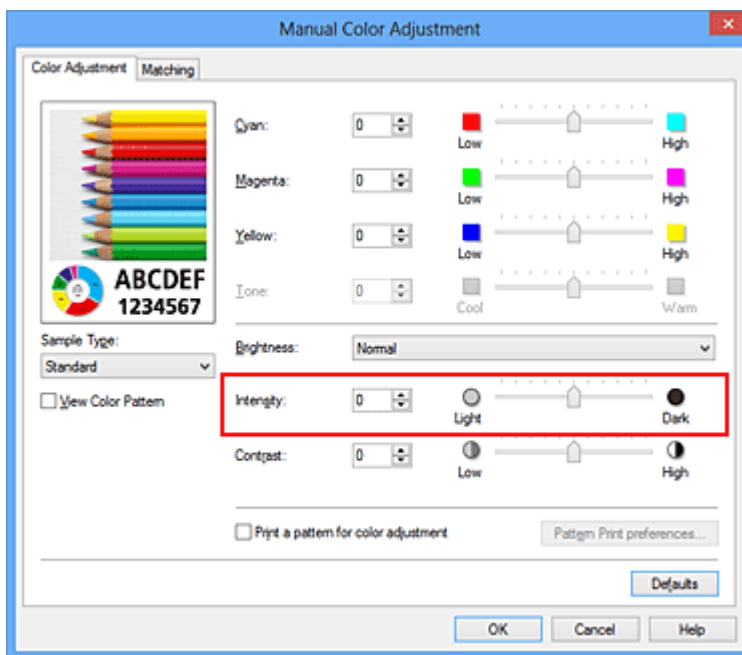 Manual Color Adjustment
Color Adjustment Matching
ABCDEF
1234567
Sample Type:
Standard
View Color Pattern
Cyan: 0 Low High
Magenta: 0 Low High
Yellow: 0 Low High
Tone: 0 Cool Warm
Brightness: Normal
Intensity: 0 Light Dark
Contrast: 0 Low High
Print a pattern for color adjustment Pattern Print preferences...
Defaults
OK Cancel Help